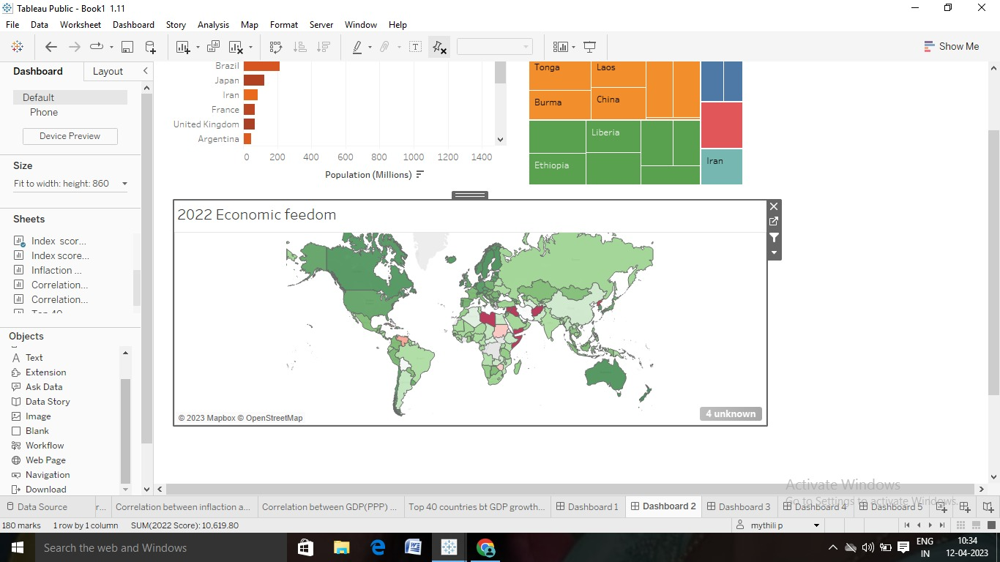 Tableau Public - Book1 1.11
File Data Worksheet Dashboard Story Analysis Map Format Server Window Help
Show Me
Dashboard Layout
Default
Phone
Device Preview
Size
Fit to width: height: 860
Sheets
Index scor...
Index score...
Inflaction ...
Correlation...
Correlation...
Top 40
Objects
Text
Extension
Ask Data
Data Story
Image
Blank
Workflow
Web Page
Navigation
Download
Brazil
Japan
Iran
France
United Kingdom
Argentina
0 200 400 600 800 1000 1200 1400
Population (Millions)
Tonga Laos
Burma China
Liberia
Ethiopia
Iran
2022 Economic feedom
© 2023 Mapbox © OpenStreetMap
4 unknown
Activate Windows
Go to Settings to activate Windows.
Data Source r... Correlation between inflaction a... Correlation between GDP(PPP) ... Top 40 countries bt GDP growth... Dashboard 1 Dashboard 2 Dashboard 3 Dashboard 4 Dashboard 5
180 marks 1 row by 1 column SUM(2022 Score): 10,619.80
mythili p
Search the web and Windows
ENG
IN
10:34
12-04-2023